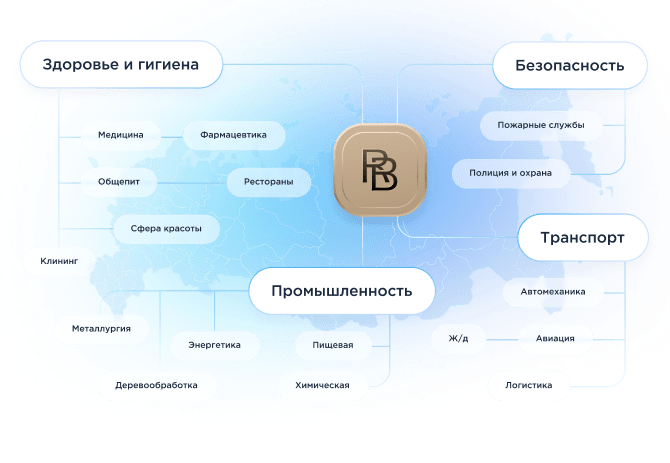 Здоровье и гигиена
Безопасность
Медицина
Фармацевтика
Пожарные службы
RB
Общепит
Рестораны
Полиция и охрана
Сфера красоты
Транспорт
Клининг
Промышленность
Автомеханика
Металлургия
Энергетика
Пищевая
Ж/д
Авиация
Деревообработка
Химическая
Логистика